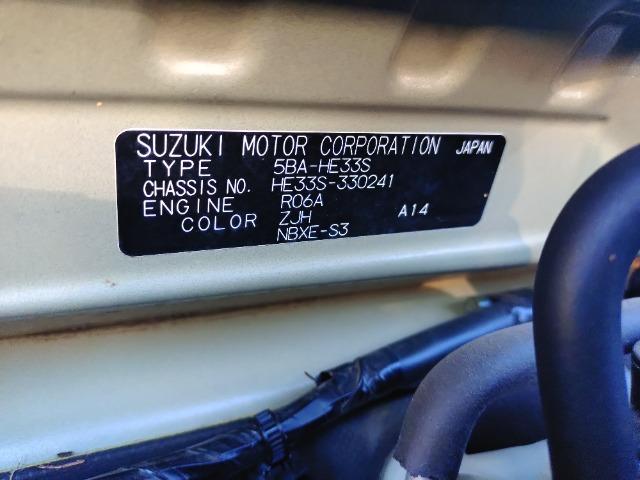 SUZUKI MOTOR CORPORATION JAPAN
TYPE 5BA-HE33S
CHASSIS NO. HE33S-330241
ENGINE R06A
COLOR ZJH A14
NBXE-S3